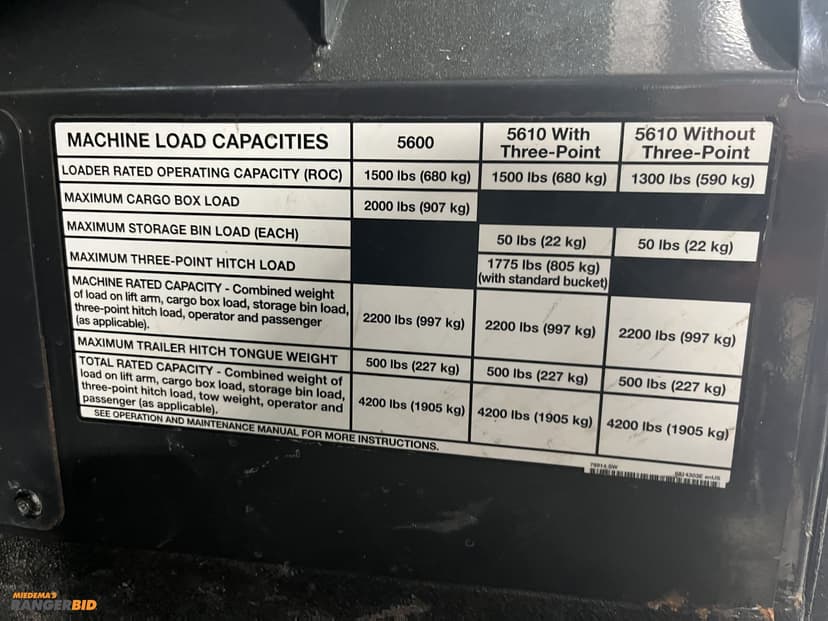 MACHINE LOAD CAPACITIES 5600 5610 With Three-Point 5610 Without Three-Point
LOADER RATED OPERATING CAPACITY (ROC) 1500 lbs (680 kg) 1500 lbs (680 kg) 1300 lbs (590 kg)
MAXIMUM CARGO BOX LOAD 2000 lbs (907 kg)
MAXIMUM STORAGE BIN LOAD (EACH) 50 lbs (22 kg) 50 lbs (22 kg)
MAXIMUM THREE-POINT HITCH LOAD 1775 lbs (805 kg)
(with standard bucket)
MACHINE RATED CAPACITY - Combined weight
of load on lift arm, cargo box load, storage bin load,
three-point hitch load, operator and passenger
(as applicable).
2200 lbs (997 kg) 2200 lbs (997 kg) 2200 lbs (997 kg)
MAXIMUM TRAILER HITCH TONGUE WEIGHT 500 lbs (227 kg) 500 lbs (227 kg) 500 lbs (227 kg)
TOTAL RATED CAPACITY - Combined weight of
load on lift arm, cargo box load, storage bin load,
three-point hitch load, tow weight, operator and
passenger (as applicable).
4200 lbs (1905 kg) 4200 lbs (1905 kg) 4200 lbs (1905 kg)
SEE OPERATION AND MAINTENANCE MANUAL FOR MORE INSTRUCTIONS.
MIEDEMA'S
RANGERBID